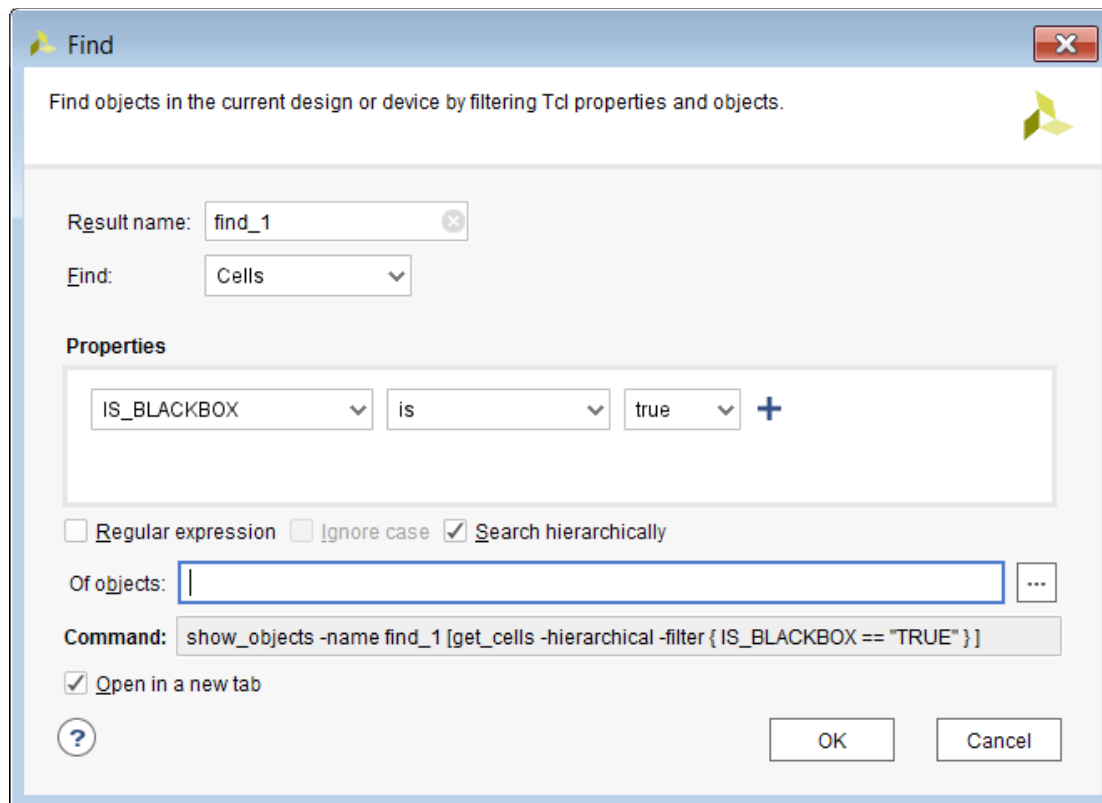 Find
Find objects in the current design or device by filtering Tcl properties and objects.
Result name: find_1
Find: Cells
Properties
IS_BLACKBOX is true
Regular expression Ignore case Search hierarchically
Of objects: ...
Command: show_objects -name find_1 [get_cells -hierarchical -filter { IS_BLACKBOX == "TRUE" } ]
Open in a new tab
? OK Cancel